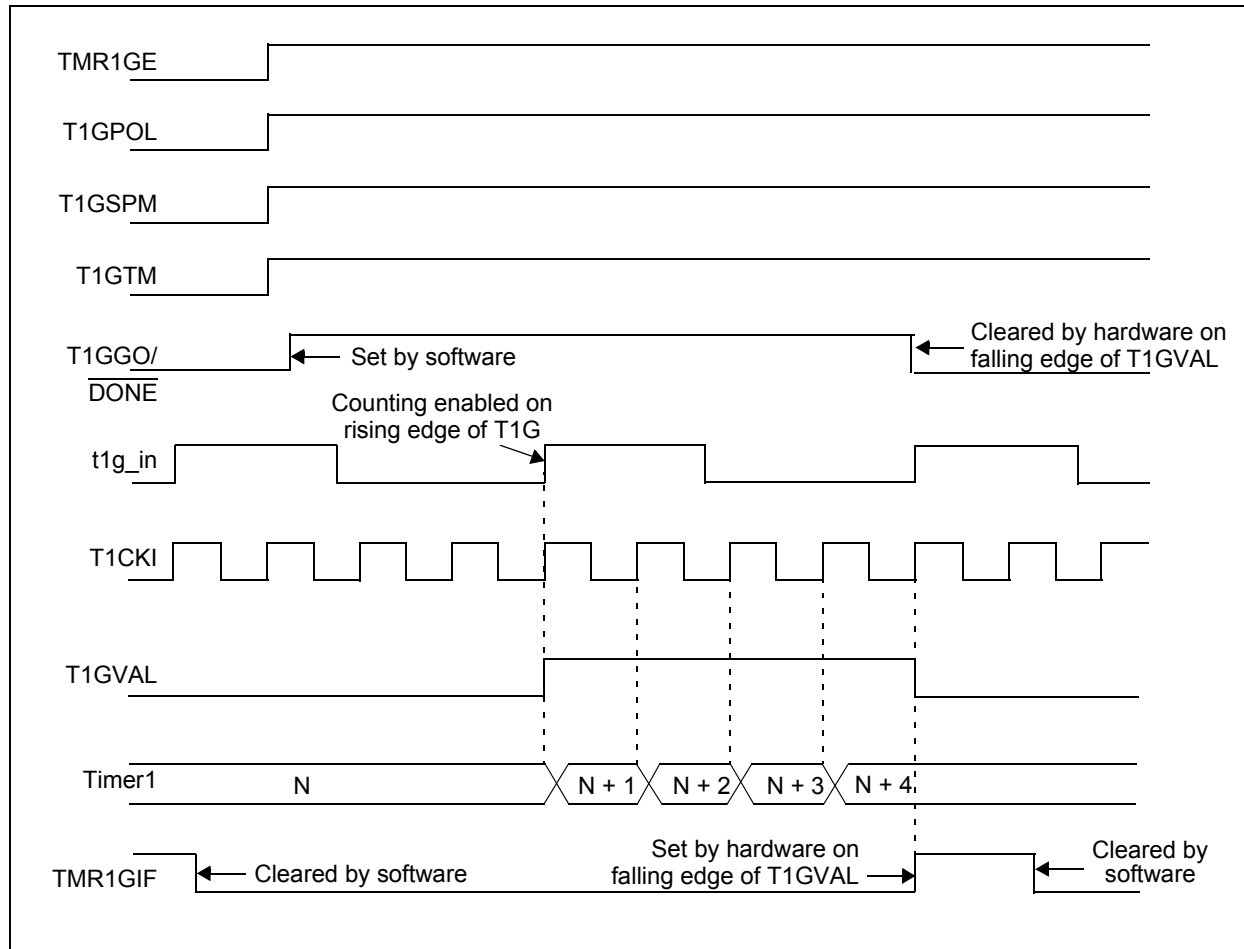 TMR1GE
T1GPOL
T1GSPM
T1GTM
T1GGO/
DONE
Set by software
Cleared by hardware on
falling edge of T1GVAL
Counting enabled on
rising edge of T1G
t1g_in
T1CKI
T1GVAL
Timer1
N
N + 1
N + 2
N + 3
N + 4
TMR1GIF
Cleared by software
Set by hardware on
falling edge of T1GVAL
Cleared by
software